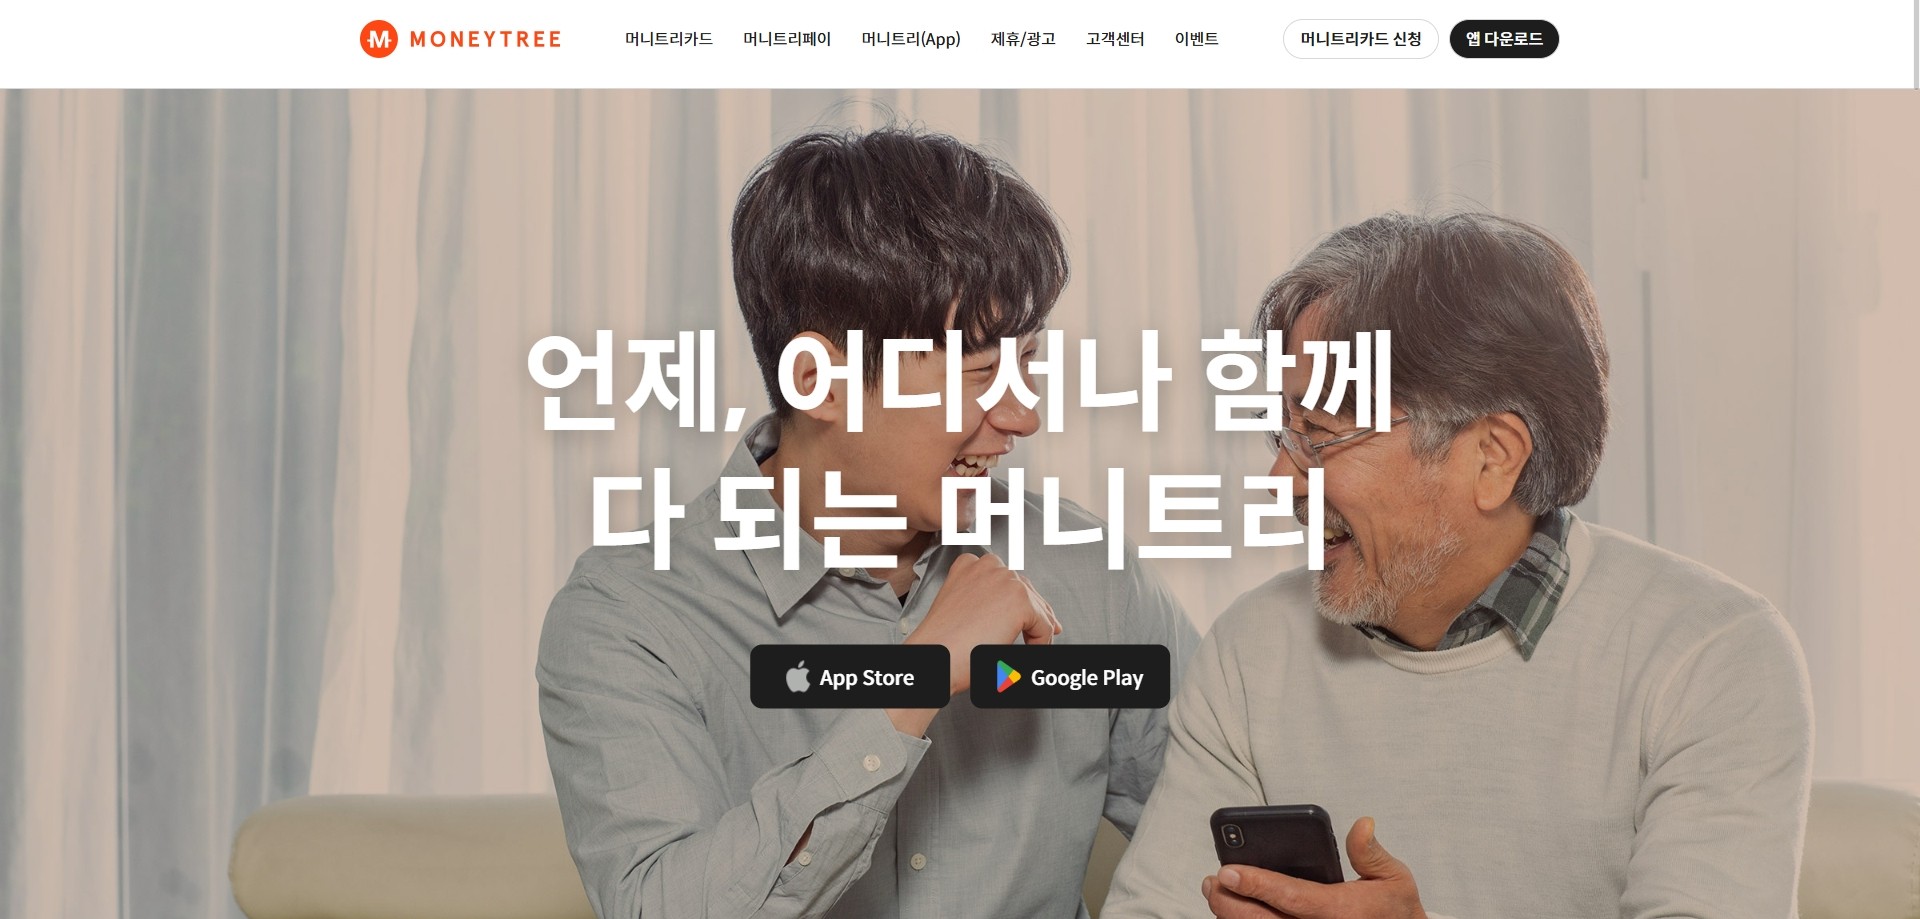 MONEYTREE
머니트리카드 머니트리페이 머니트리(App) 제휴/광고 고객센터 이벤트
머니트리카드 신청
앱 다운로드
언제, 어디서나 함께
다 되는 머니트리
App Store
Google Play